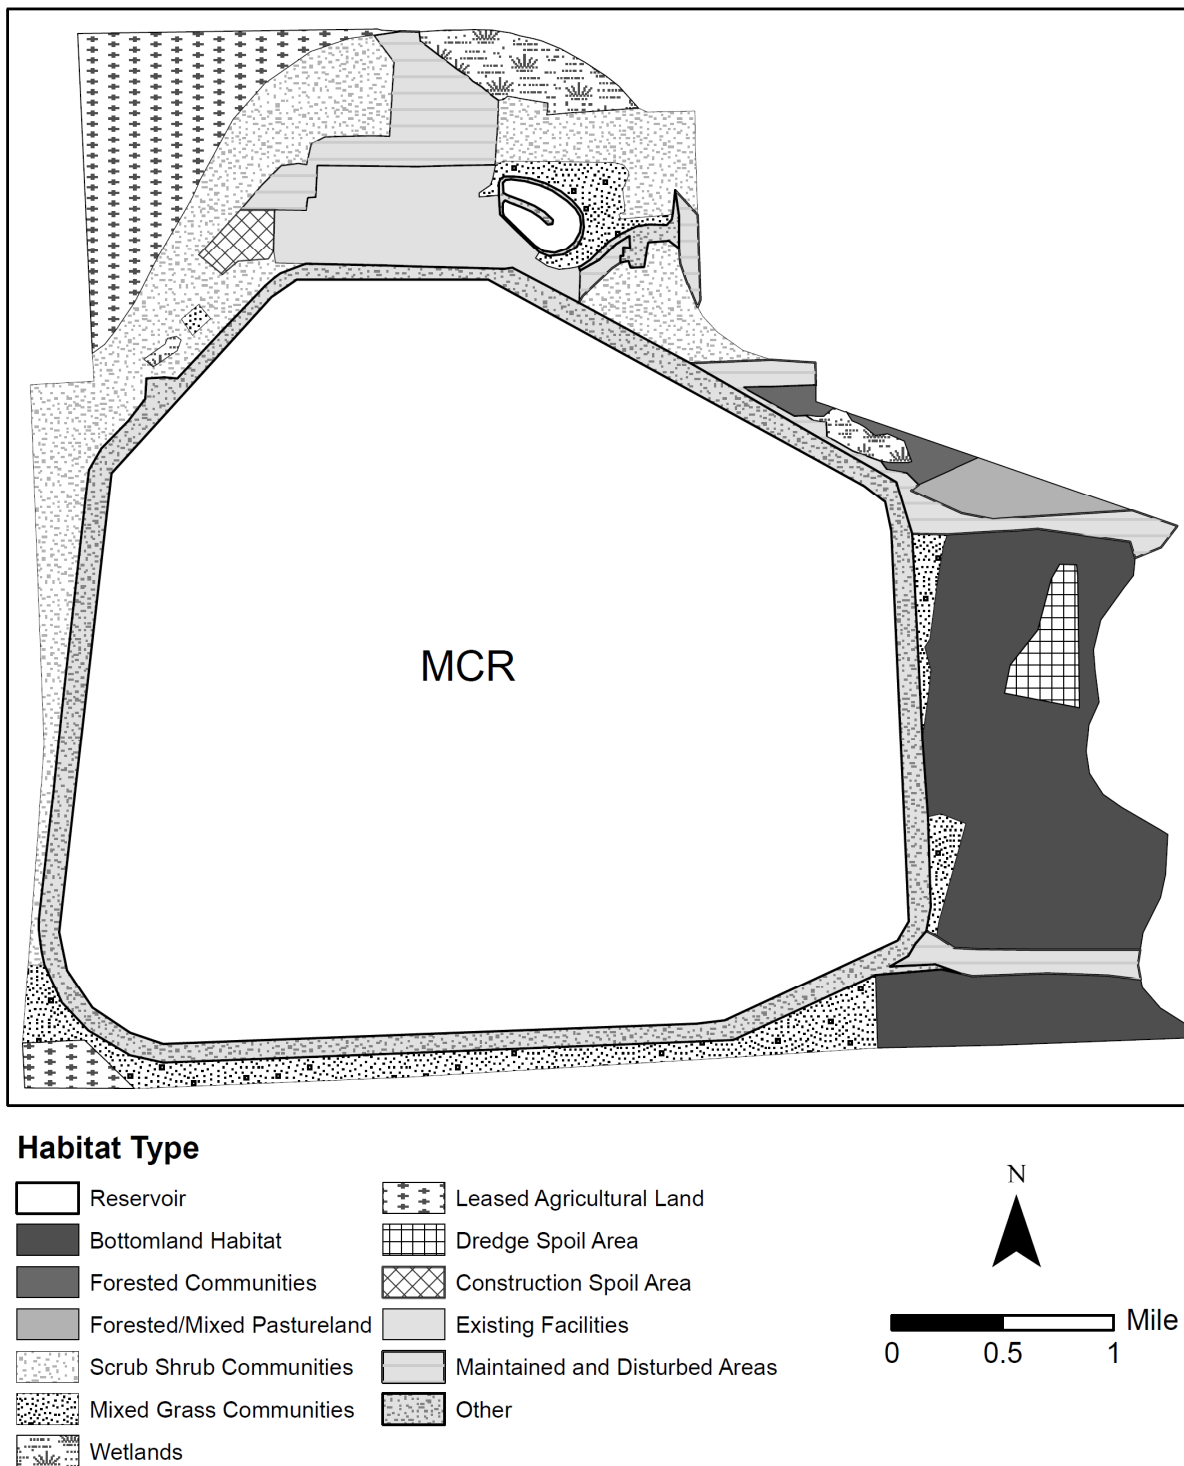 MCR
Habitat Type
Reservoir
Bottomland Habitat
Forested Communities
Forested/Mixed Pastureland
Scrub Shrub Communities
Mixed Grass Communities
Wetlands
Leased Agricultural Land
Dredge Spoil Area
Construction Spoil Area
Existing Facilities
Maintained and Disturbed Areas
Other
N
Mile
0 0.5 1